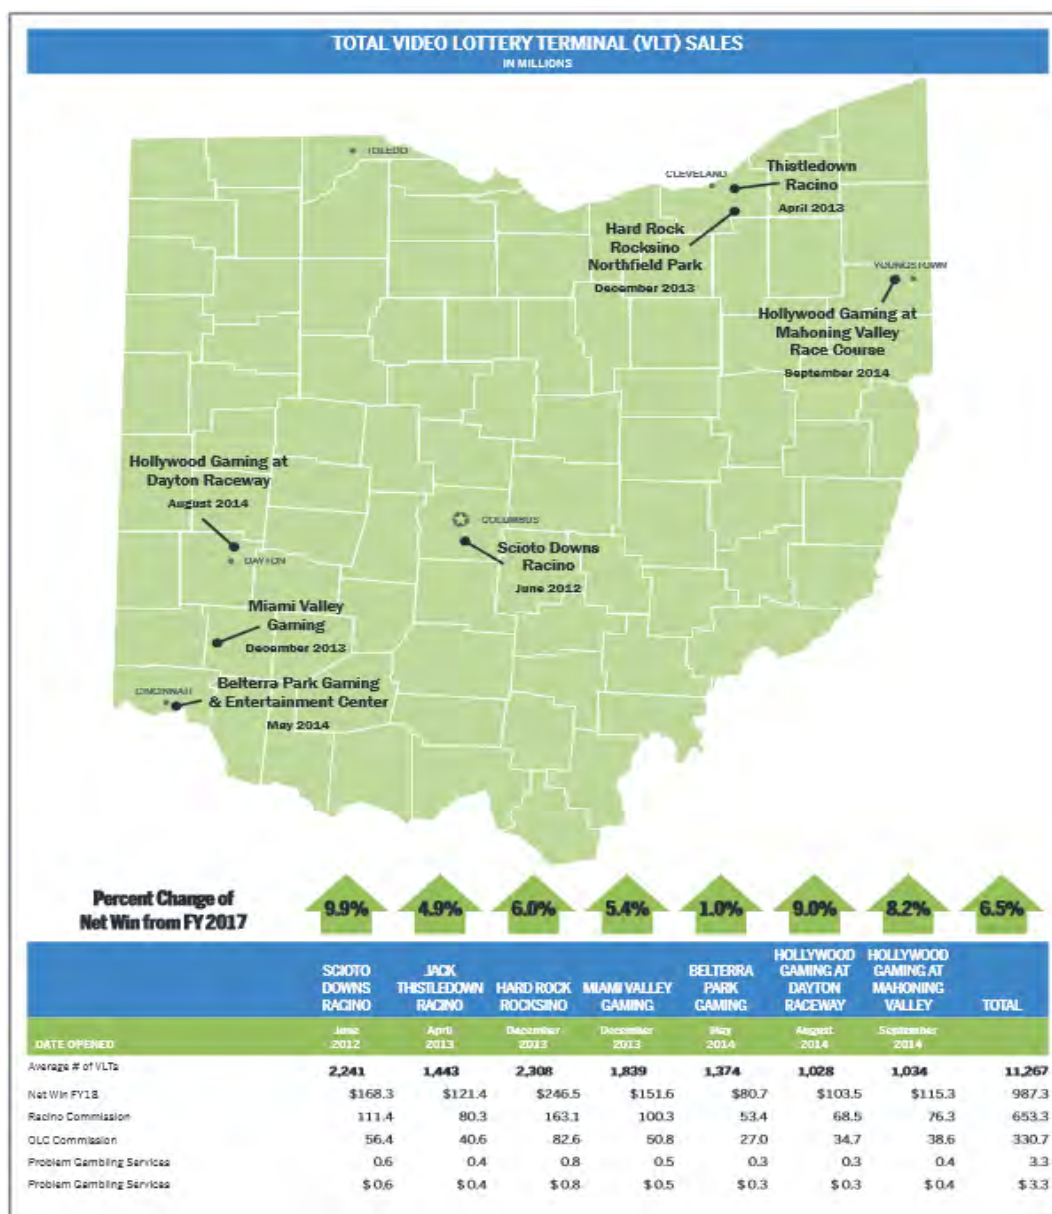 TOTAL VIDEO LOTTERY TERMINAL (VLT) SALES
IN MILLIONS
TOLEDO
CLEVELAND
Thistledown
Racino
April 2013
Hard Rock
Rocksino
Northfield Park
December 2013
YOUNGSTOWN
Hollywood Gaming at
Mahoning Valley
Race Course
September 2014
Hollywood Gaming at
Dayton Raceway
August 2014
DAYTON
COLUMBUS
Scioto Downs
Racino
June 2012
Miami Valley
Gaming
December 2013
CINCINNATI
Belterra Park Gaming
& Entertainment Center
May 2014
Percent Change of
Net Win from FY 2017
9.9% 4.9% 6.0% 5.4% 1.0% 9.0% 8.2% 6.5%
SCIOTO DOWNS RACINO JACK THISTLEDOWN RACINO HARD ROCK ROCKSINO MIAMI VALLEY GAMING BELTERRA PARK GAMING HOLLYWOOD GAMING AT DAYTON RACEWAY HOLLYWOOD GAMING AT MAHONING VALLEY TOTAL
DATE OPENED June 2012 April 2013 December 2013 December 2013 May 2014 August 2014 September 2014
Average # of VLTs 2,241 1,443 2,308 1,839 1,374 1,028 1,034 11,267
Net Win FY18 $168.3 $121.4 $246.5 $151.6 $80.7 $103.5 $115.3 987.3
Racino Commission 111.4 80.3 163.1 100.3 53.4 68.5 76.3 653.3
OLC Commission 56.4 40.6 82.6 50.8 27.0 34.7 38.6 330.7
Problem Gambling Services 0.6 0.4 0.8 0.5 0.3 0.3 0.4 3.3
Problem Gambling Services $0.6 $0.4 $0.8 $0.5 $0.3 $0.3 $0.4 $3.3